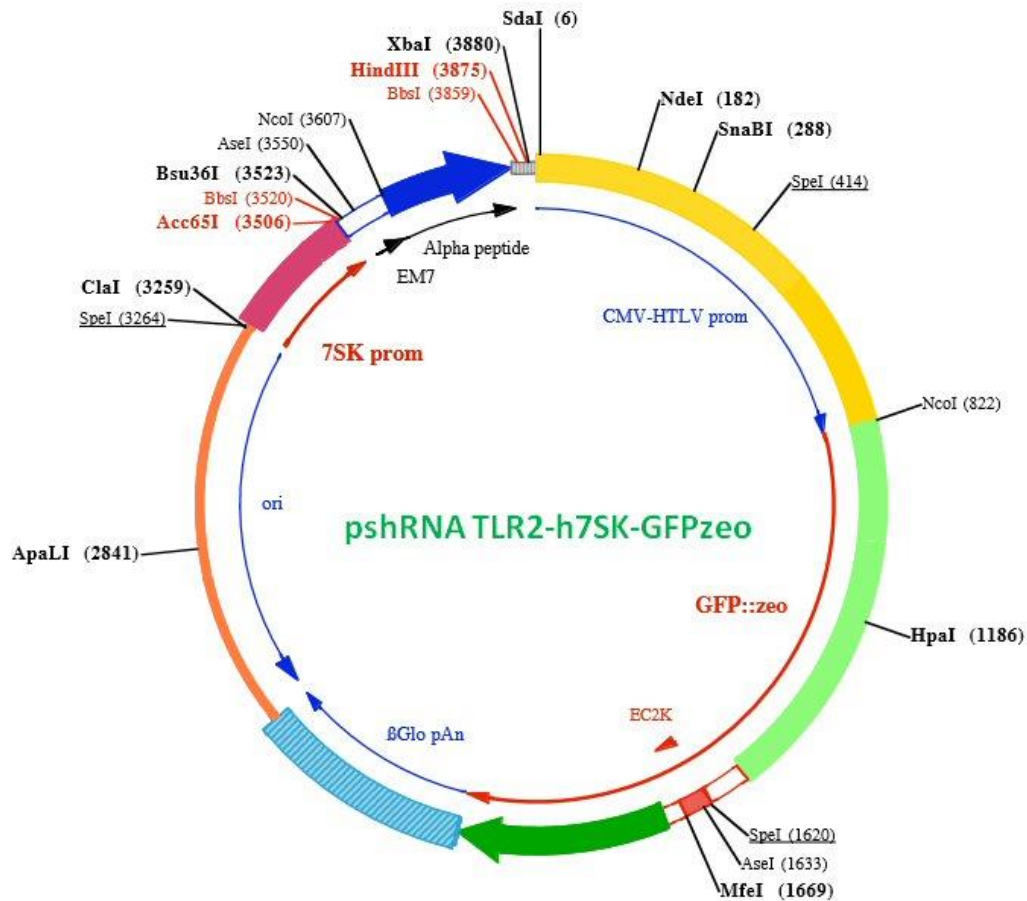 SdaI (6)
XbaI (3880)
HindIII (3875)
BbsI (3859)
NdeI (182)
NcoI (3607)
SnaBI (288)
AseI (3550)
Bsu36I (3523)
SpeI (414)
BbsI (3520)
Acc65I (3506)
Alpha peptide
EM7
ClaI (3259)
CMV-HTLV prom
SpeI (3264)
7SK prom
NcoI (822)
ori
pshRNA TLR2-h7SK-GFPzeo
ApaLI (2841)
GFP::zeo
HpaI (1186)
EC2K
ßGlo pAn
SpeI (1620)
AseI (1633)
MfeI (1669)